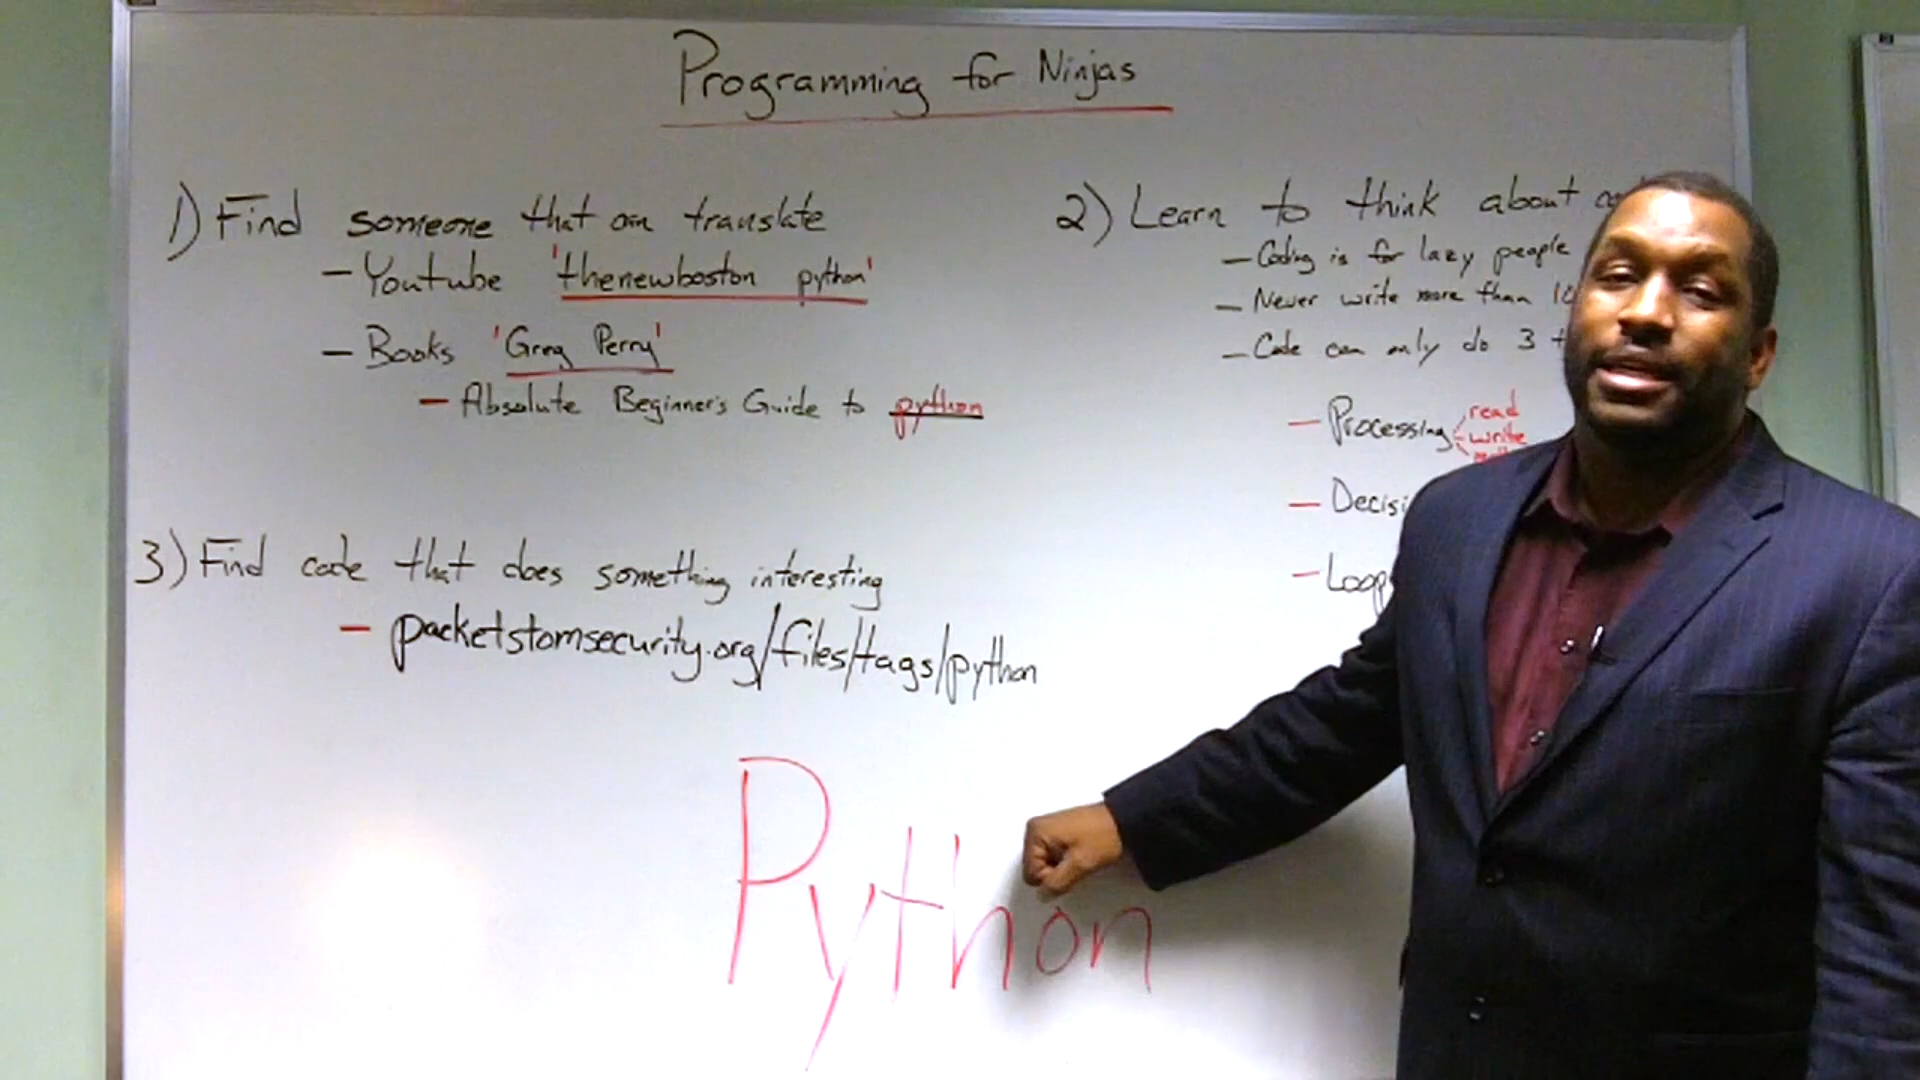 Programming for Ninjas
1) Find someone that can translate
- Youtube 'thenewboston python'
- Books 'Greg Perry'
- Absolute Beginner's Guide to python
2) Learn to think about
- Coding is for lazy people
- Never write more than 10
- Code can only do 3
- Processing
read
write
- Decisi
- Loop
3) Find code that does something interesting
- packetstormsecurity.org/files/tags/python
Python